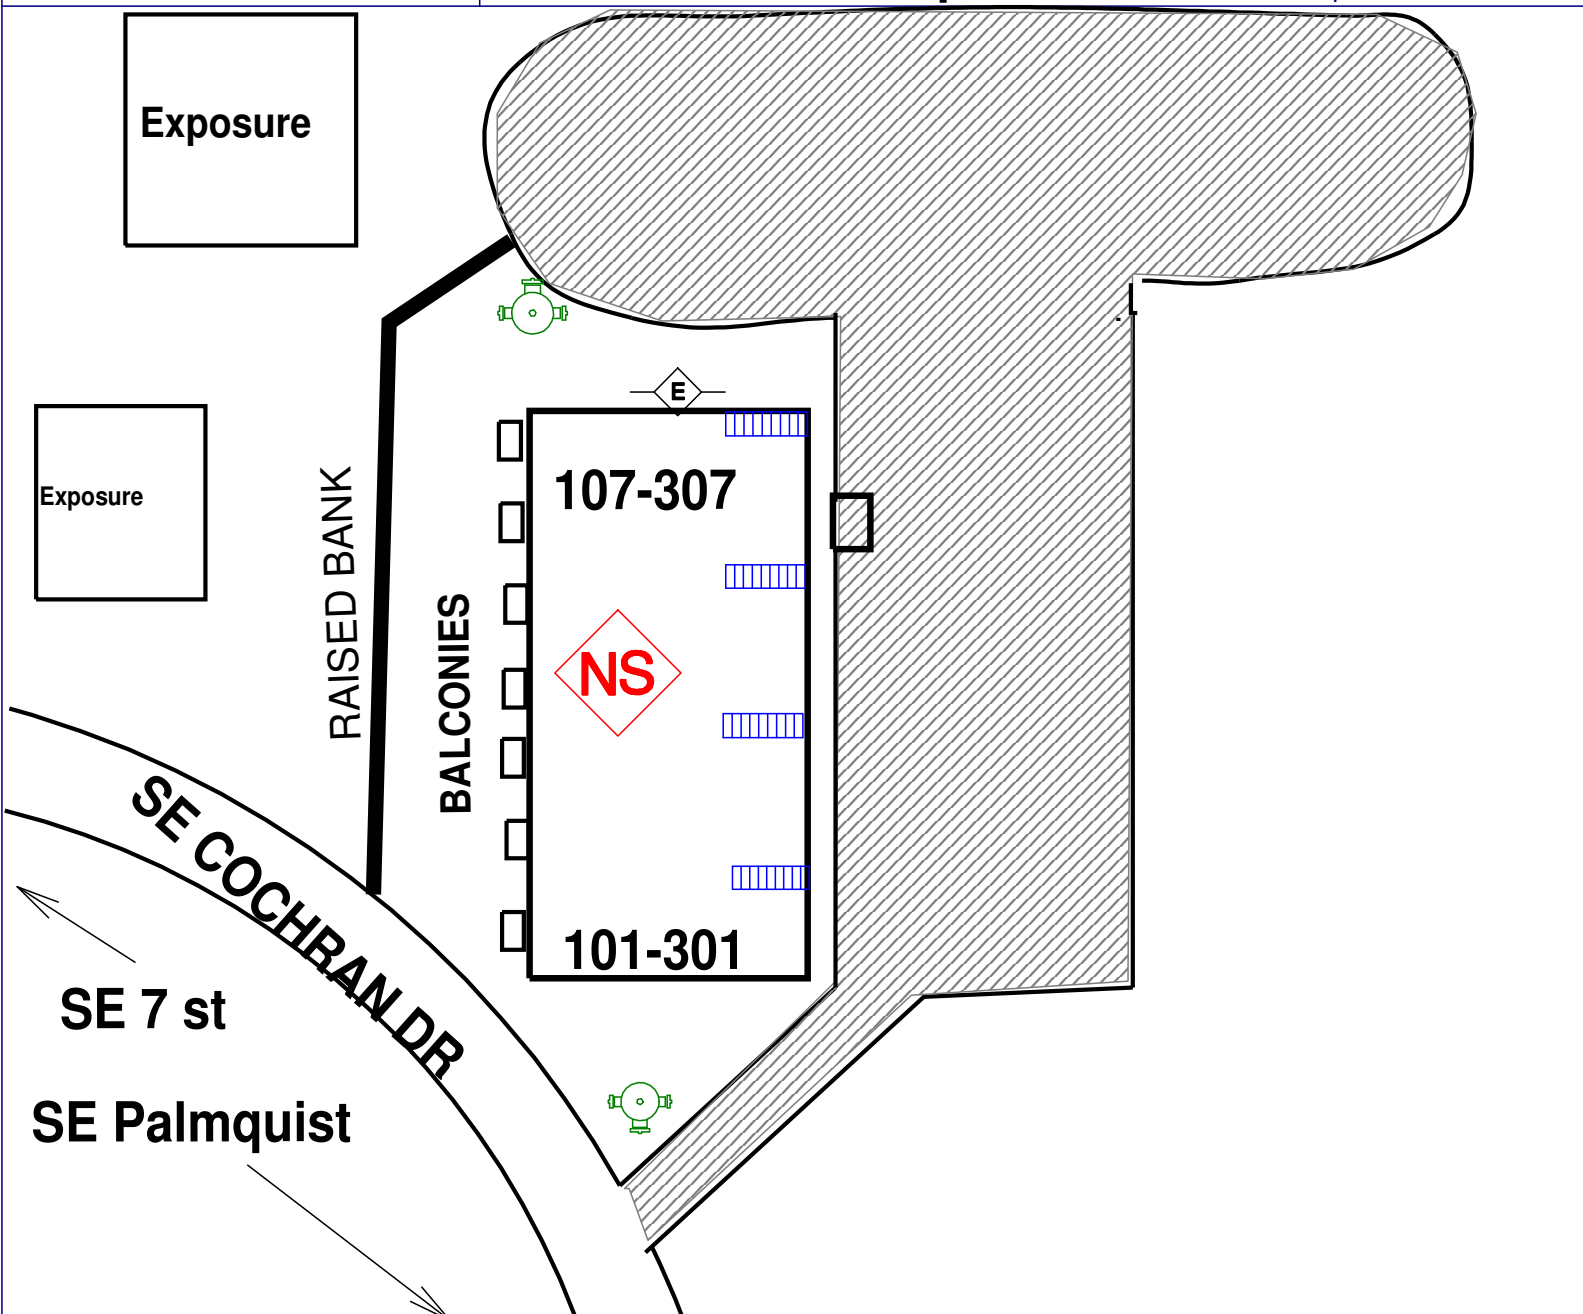 Exposure
E
107-307
Exposure
RAISED BANK
BALCONIES
NS
SE COCHRAN DR
101-301
SE 7 st
SE Palmquist